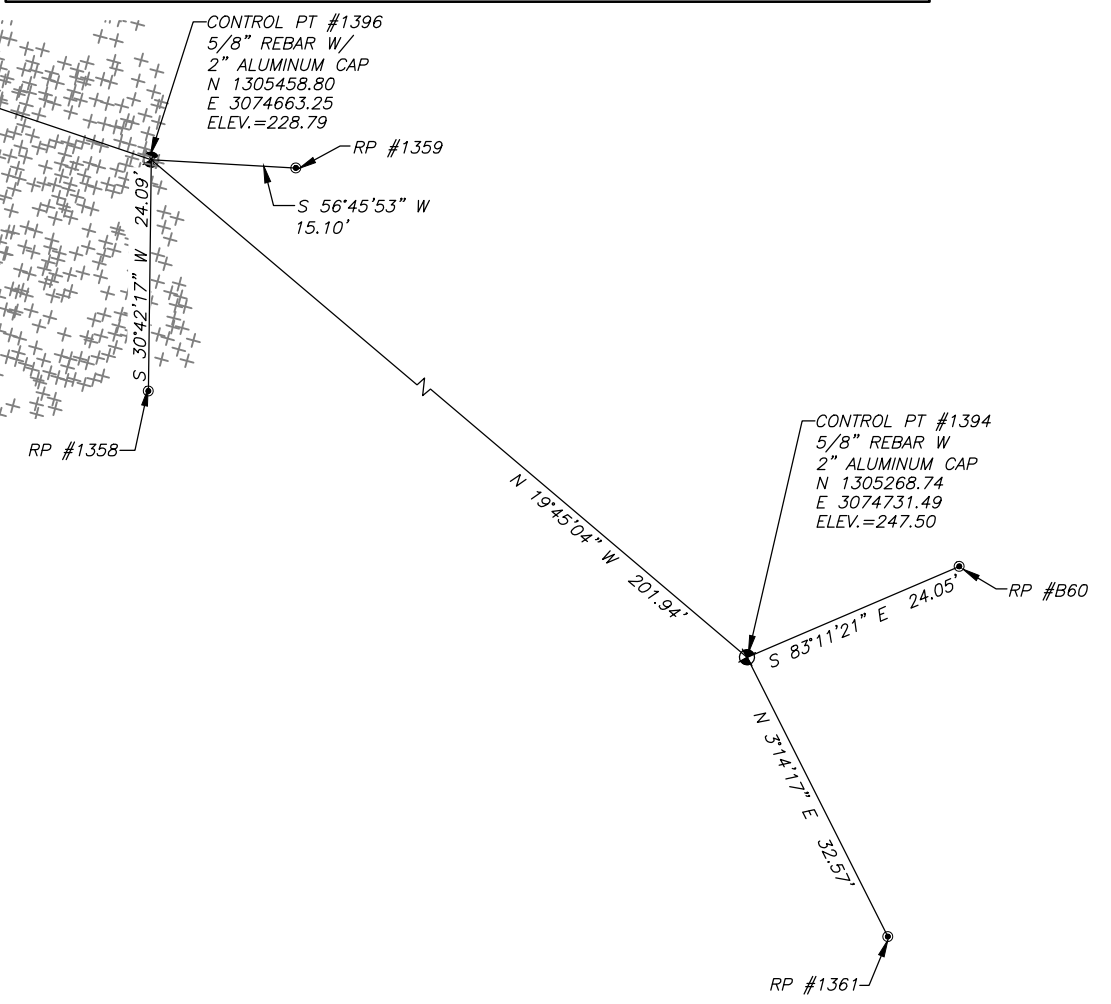 CONTROL PT #1396
5/8" REBAR W/
2" ALUMINUM CAP
N 1305458.80
E 3074663.25
ELEV.=228.79
RP #1359
S 56°45'53" W
15.10'
S 30°42'17" W 24.09'
RP #1358
N 19°45'04" W 201.94'
CONTROL PT #1394
5/8" REBAR W
2" ALUMINUM CAP
N 1305268.74
E 3074731.49
ELEV.=247.50
RP #B60
S 83°11'21" E 24.05'
N 3°14'17" E 32.57'
RP #1361